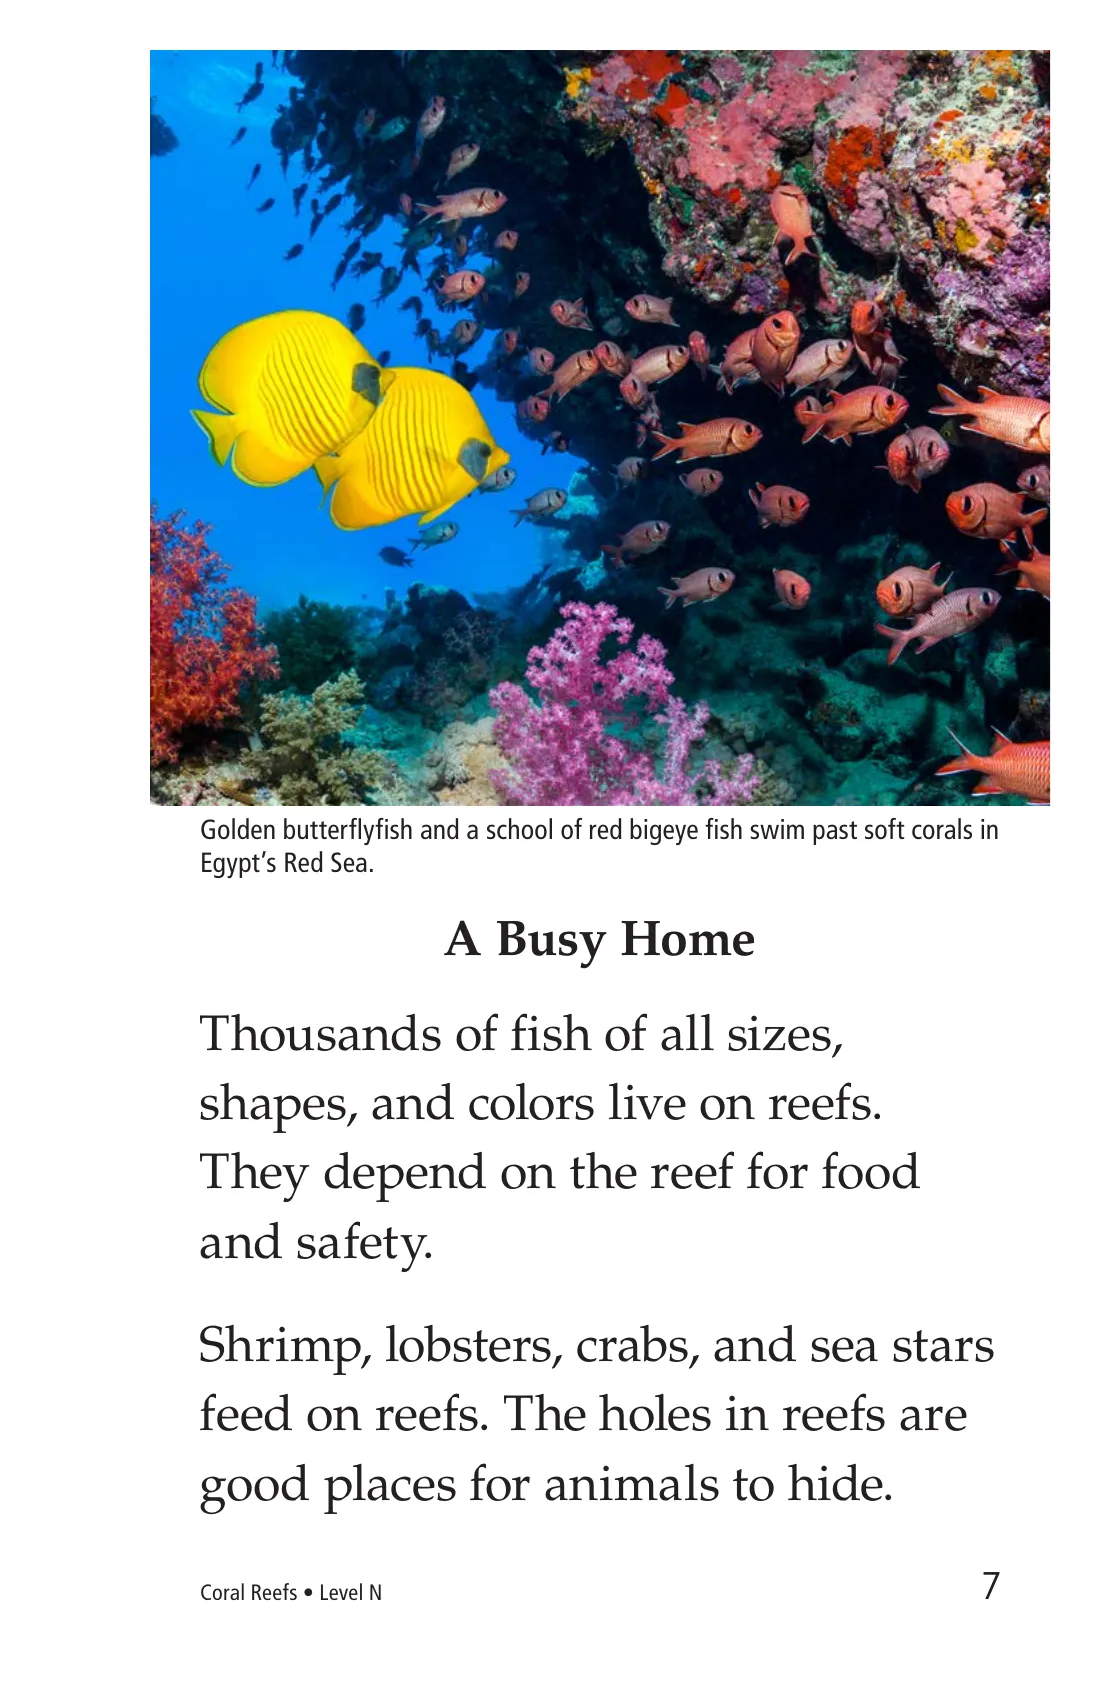 Golden butterflyfish and a school of red bigeye fish swim past soft corals in
Egypt’s Red Sea.
A Busy Home
Thousands of fish of all sizes,
shapes, and colors live on reefs.
They depend on the reef for food
and safety.
Shrimp, lobsters, crabs, and sea stars
feed on reefs. The holes in reefs are
good places for animals to hide.
Coral Reefs • Level N
7